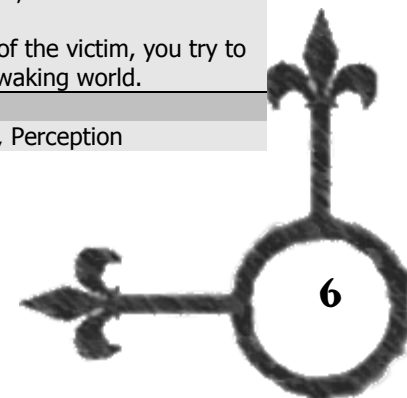 of the victim, you try to
waking world.
, Perception
6